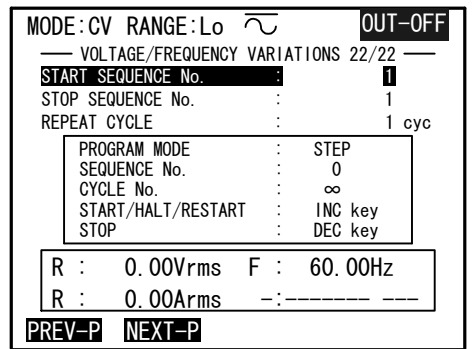 MODE:CV RANGE:Lo OUT-OFF
VOLTAGE/FREQUENCY VARIATIONS 22/22
START SEQUENCE No. : 1
STOP SEQUENCE No. : 1
REPEAT CYCLE : 1 cyc
PROGRAM MODE : STEP
SEQUENCE No. : 0
CYCLE No. : ∞
START/HALT/RESTART : INC key
STOP : DEC key
R : 0.00Vrms F : 60.00Hz
R : 0.00Arms -:------- ---
PREV-P NEXT-P